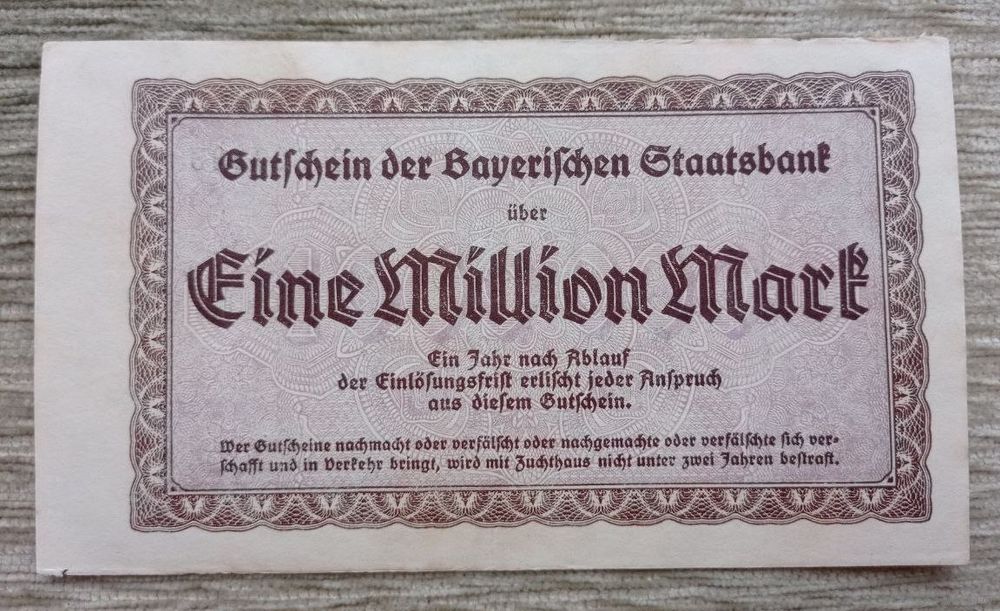 Gutschein der Bayerischen Staatsbank
über
Eine Million Mark
Ein Jahr nach Ablauf
der Einlösungsfrist erlischt jeder Anspruch
aus diesem Gutschein.
Wer Gutscheine nachmacht oder verfälscht oder nachgemachte oder verfälschte sich ver-
schafft und in Verkehr bringt, wird mit Zuchthaus nicht unter zwei Jahren bestraft.